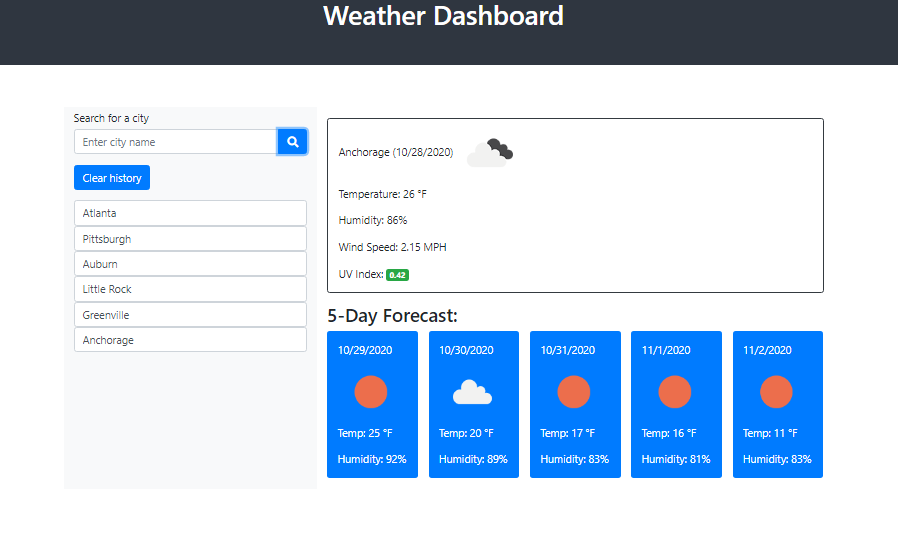 Weather Dashboard
Search for a city
Enter city name
Clear history
Atlanta
Pittsburgh
Auburn
Little Rock
Greenville
Anchorage
Anchorage (10/28/2020)
Temperature: 26 °F
Humidity: 86%
Wind Speed: 2.15 MPH
UV Index: 0.42
5-Day Forecast:
10/29/2020
Temp: 25 °F
Humidity: 92%
10/30/2020
Temp: 20 °F
Humidity: 89%
10/31/2020
Temp: 17 °F
Humidity: 83%
11/1/2020
Temp: 16 °F
Humidity: 81%
11/2/2020
Temp: 11 °F
Humidity: 83%